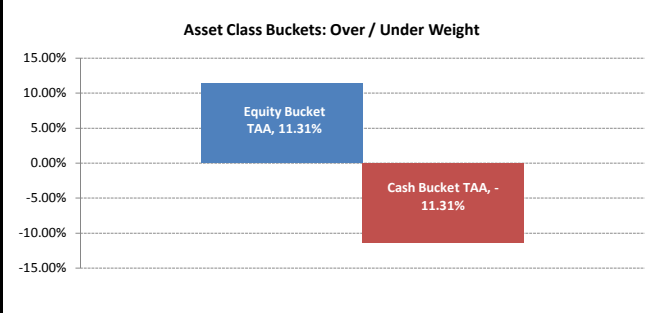 Asset Class Buckets: Over / Under Weight
15.00%
10.00%
5.00%
0.00%
-5.00%
-10.00%
-15.00%
Equity Bucket
TAA, 11.31%
Cash Bucket TAA, -
11.31%